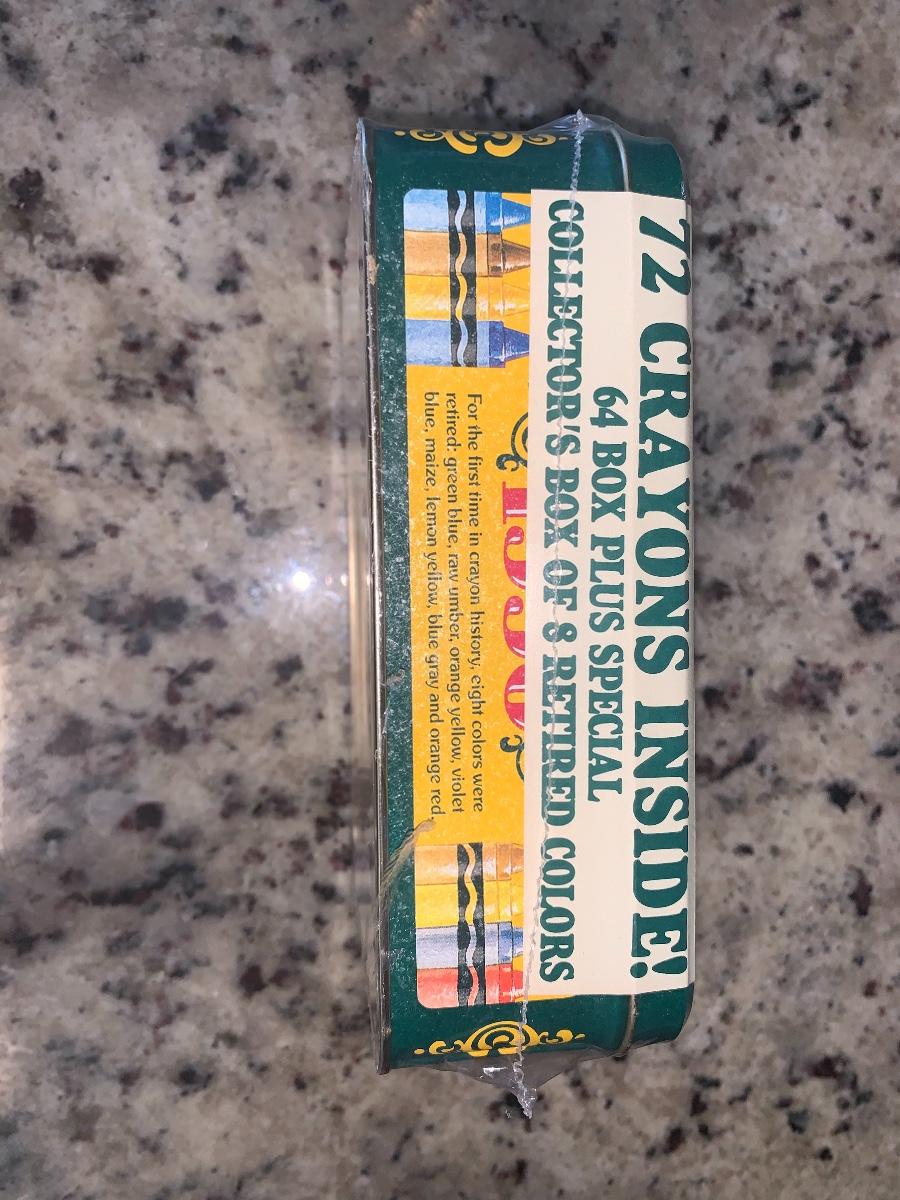 72 CRAYONS INSIDE!
64 BOX PLUS SPECIAL
COLLECTOR'S BOX OF 8 RETIRED COLORS
1990
For the first time in crayon history, eight colors were
retired: green blue, raw umber, orange yellow, violet
blue, maize, lemon yellow, blue gray and orange red.